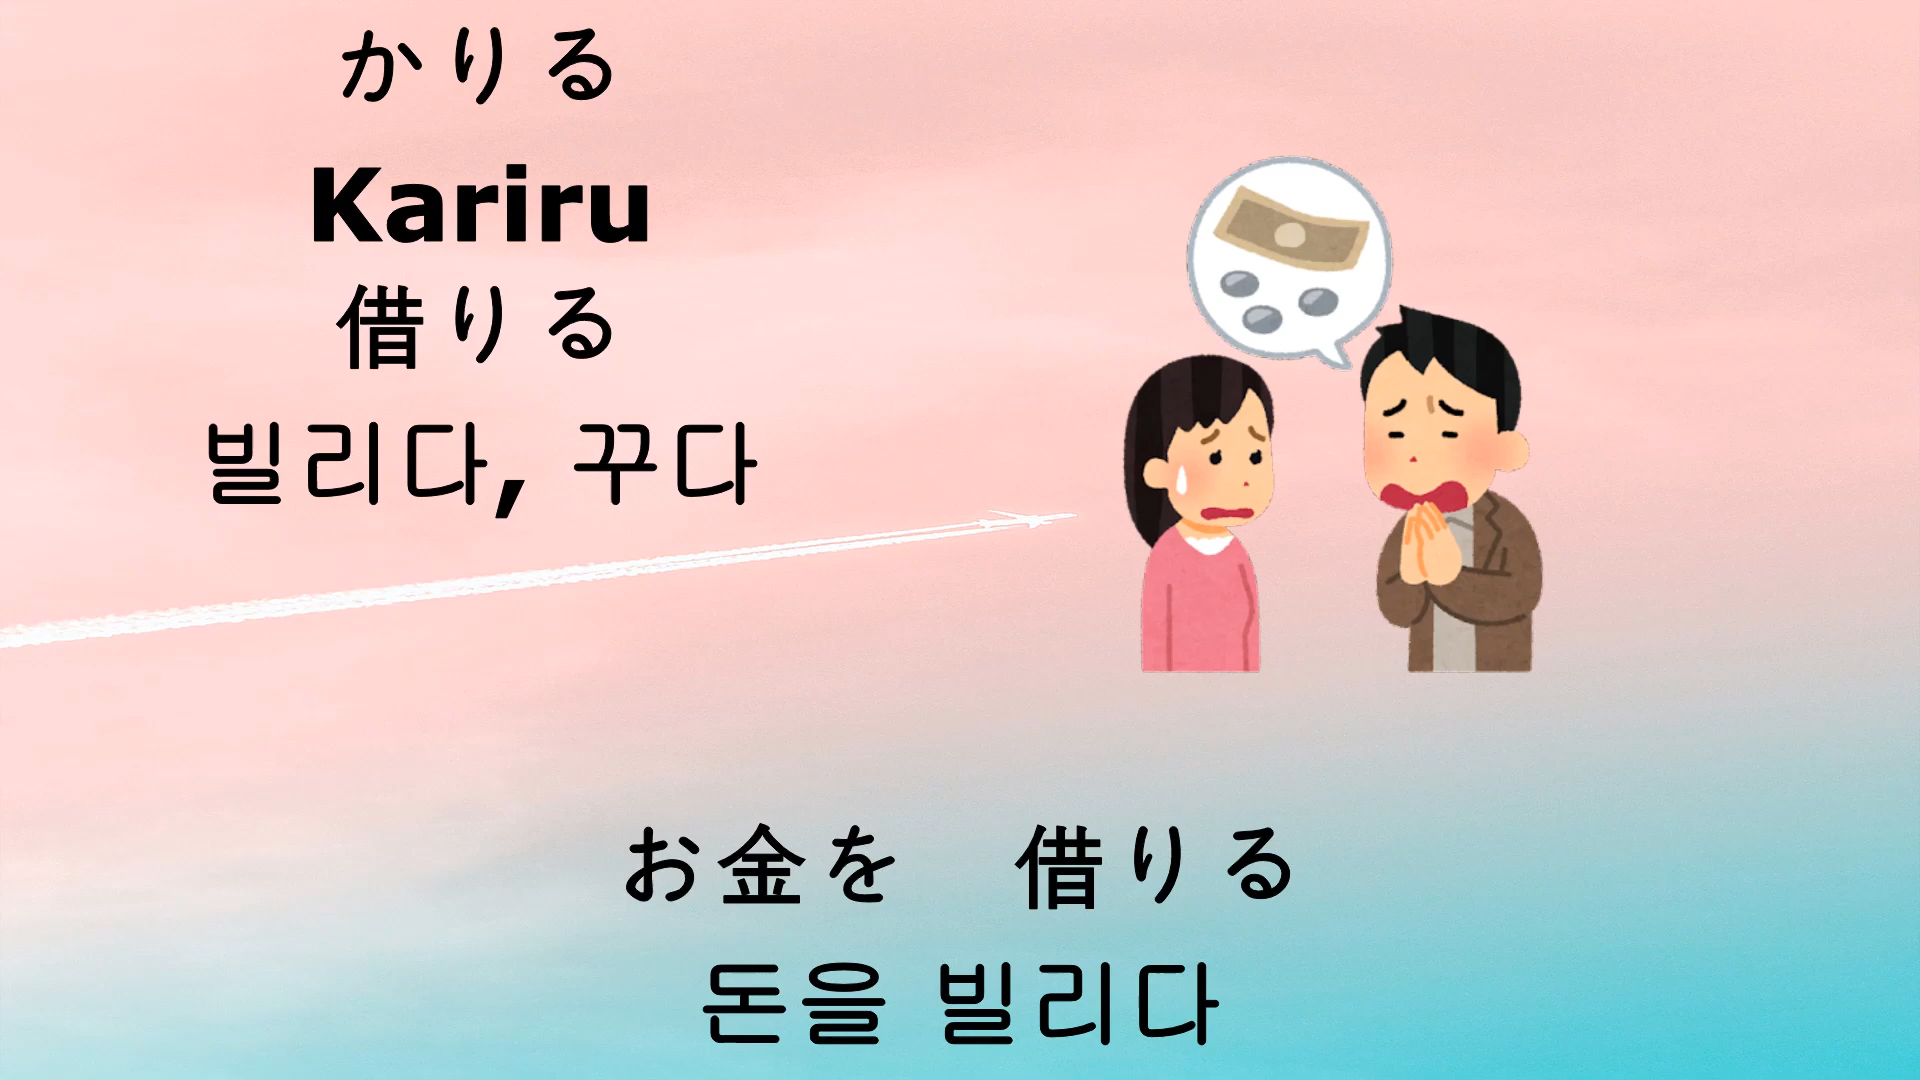 かりる
Kariru
借りる
빌리다, 꾸다
お金を　借りる
돈을 빌리다